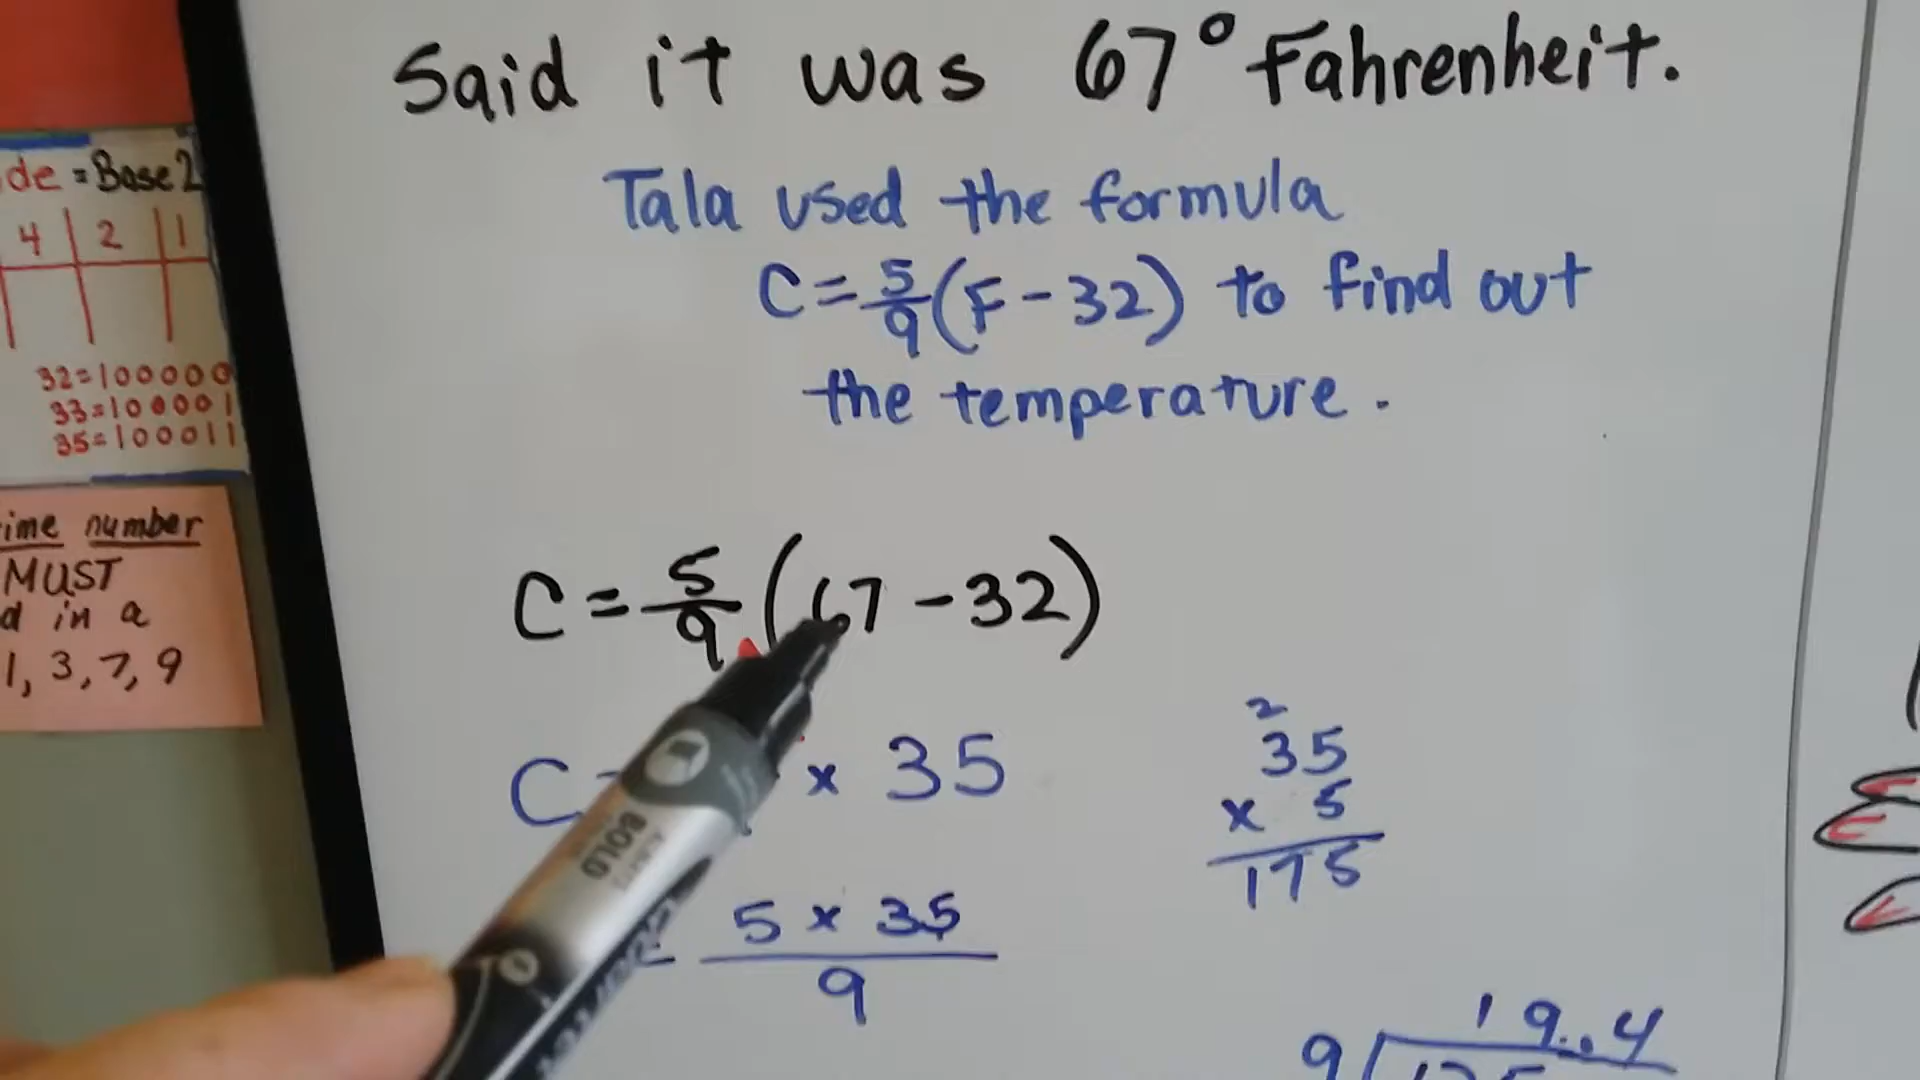 Said it was 67° Fahrenheit.
Tala used the formula
C = 5/9 (F - 32) to find out
the temperature.
C = 5/9 (67 - 32)
C = x 35
5 x 35
9
2
35
x 5
175
19.4
9
de = Base 2
4 2 1
32 = 100000
33 = 100001
35 = 100011
number
MUST
in a
1, 3, 7, 9
BOLD